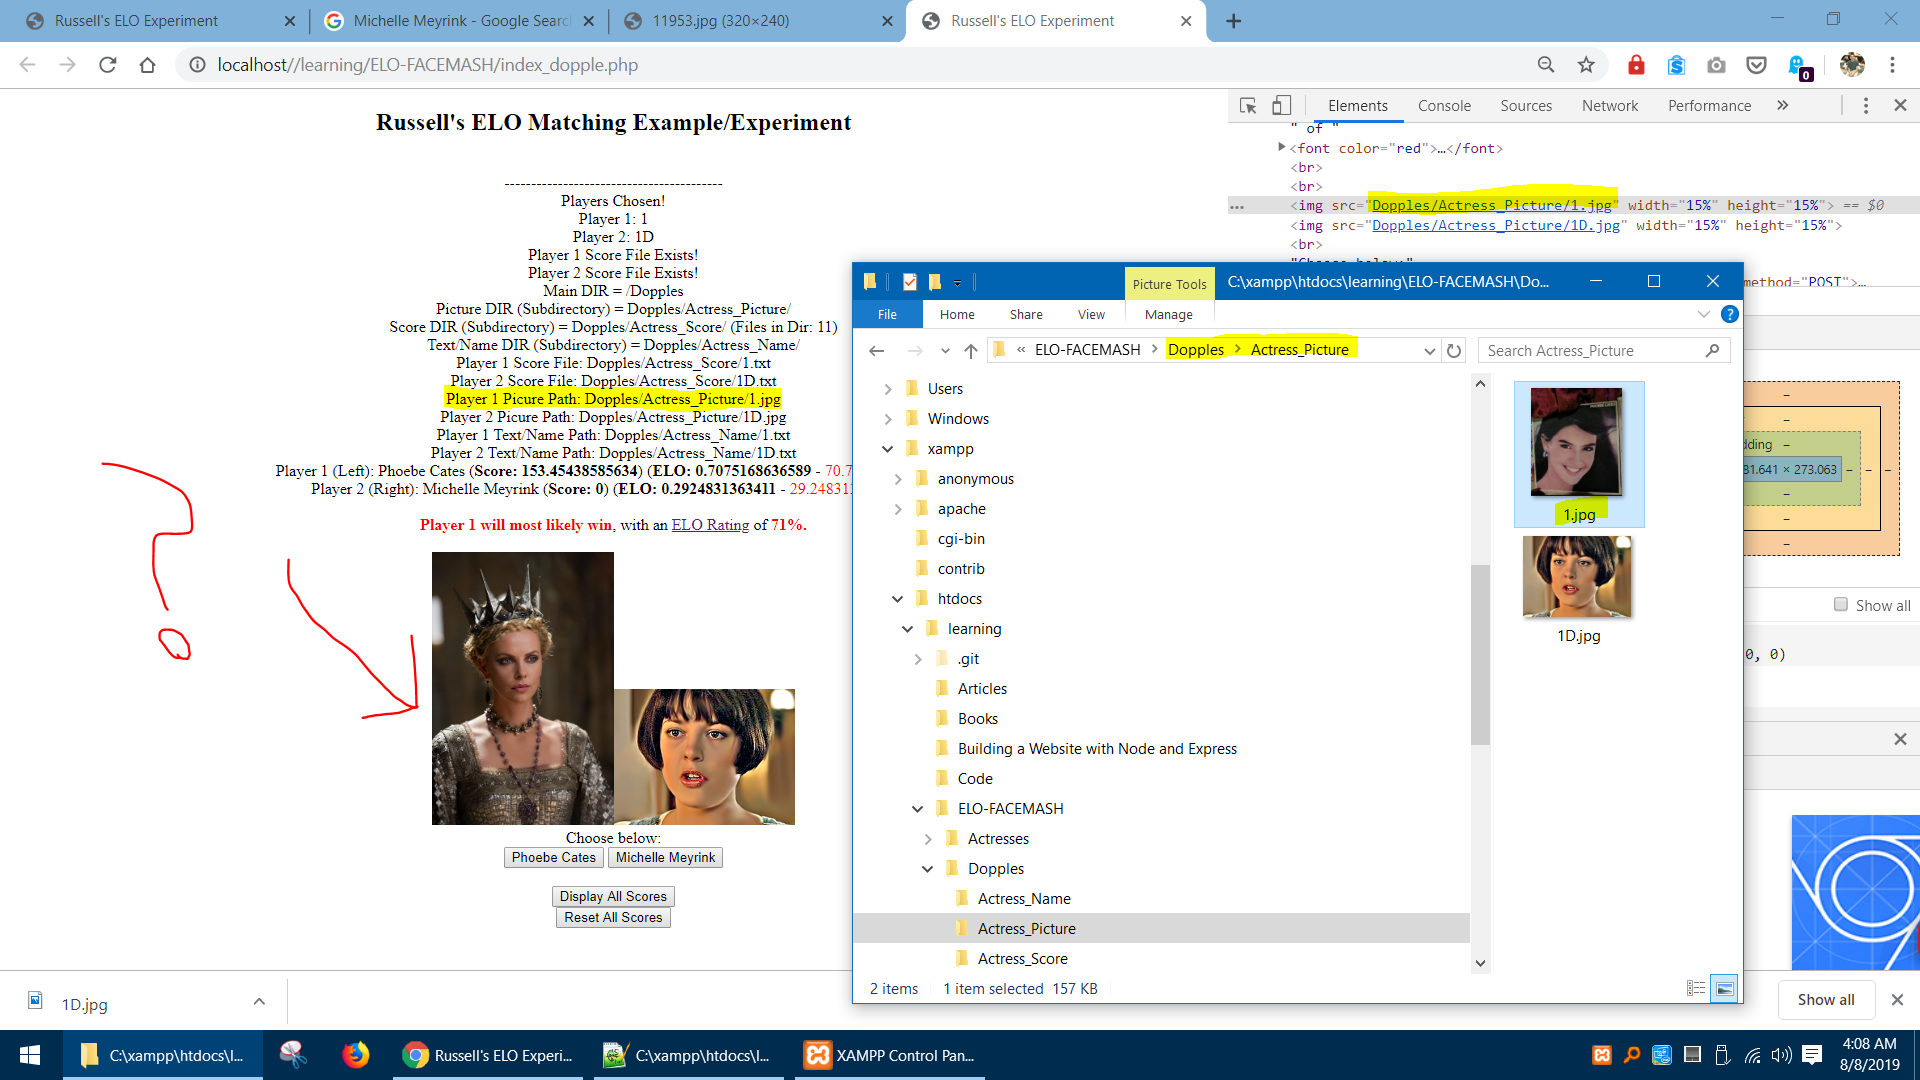 Russell's ELO Experiment
Michelle Meyrink - Google Searc
11953.jpg (320×240)
Russell's ELO Experiment
localhost//learning/ELO-FACEMASH/index_dopple.php
0
Russell's ELO Matching Example/Experiment
-----------------------------------------
Players Chosen!
Player 1: 1
Player 2: 1D
Player 1 Score File Exists!
Player 2 Score File Exists!
Main DIR = /Dopples
Picture DIR (Subdirectory) = Dopples/Actress_Picture/
Score DIR (Subdirectory) = Dopples/Actress_Score/ (Files in Dir: 11)
Text/Name DIR (Subdirectory) = Dopples/Actress_Name/
Player 1 Score File: Dopples/Actress_Score/1.txt
Player 2 Score File: Dopples/Actress_Score/1D.txt
Player 1 Picure Path: Dopples/Actress_Picture/1.jpg
Player 2 Picure Path: Dopples/Actress_Picture/1D.jpg
Player 1 Text/Name Path: Dopples/Actress_Name/1.txt
Player 2 Text/Name Path: Dopples/Actress_Name/1D.txt
Player 1 (Left): Phoebe Cates (Score: 153.45438585634) (ELO: 0.7075168636589 - 70.7
Player 2 (Right): Michelle Meyrink (Score: 0) (ELO: 0.2924831363411 - 29.24831
Player 1 will most likely win, with an ELO Rating of 71%.
?
Choose below:
Phoebe Cates Michelle Meyrink
Display All Scores
Reset All Scores
Elements Console Sources Network Performance »
" of "
<font color="red">…</font>
<br>
<br>
... <img src="Dopples/Actress_Picture/1.jpg" width="15%" height="15%"> == $0
<img src="Dopples/Actress_Picture/1D.jpg" width="15%" height="15%">
<br>
method="POST">…
Picture Tools C:\xampp\htdocs\learning\ELO-FACEMASH\Do...
File Home Share View Manage
« ELO-FACEMASH > Dopples > Actress_Picture
Search Actress_Picture
Users
Windows
xampp
anonymous
apache
cgi-bin
contrib
htdocs
learning
.git
Articles
Books
Building a Website with Node and Express
Code
ELO-FACEMASH
Actresses
Dopples
Actress_Name
Actress_Picture
Actress_Score
1.jpg
1D.jpg
2 items 1 item selected 157 KB
dding
81.641 × 273.063
Show all
0, 0)
1D.jpg
Show all
C:\xampp\htdocs\l...
Russell's ELO Experi...
C:\xampp\htdocs\l...
XAMPP Control Pan...
4:08 AM
8/8/2019